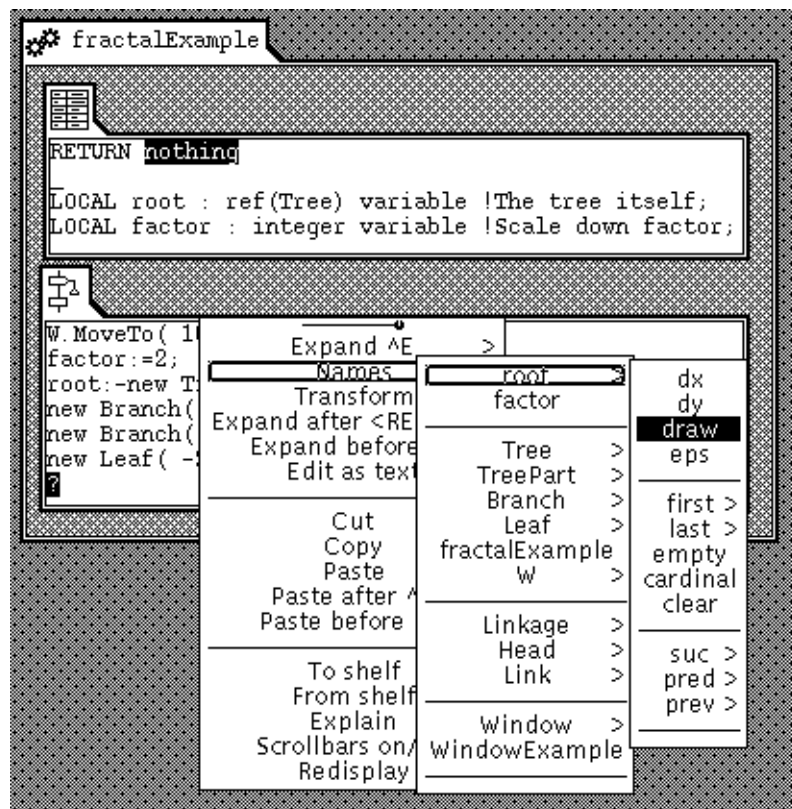 fractalExample
RETURN nothing
LOCAL root : ref(Tree) variable !The tree itself;
LOCAL factor : integer variable !Scale down factor;
W.MoveTo( 
factor:=2;
root:-new
new Branch(
new Branch(
new Leaf(
?
Expand ^E >
Names
Transform
Expand after <RE
Expand before
Edit as text
Cut
Copy
Paste
Paste after ^
Paste before
To shelf
From shelf
Explain
Scrollbars on/
Redisplay
root >
factor
Tree >
TreePart >
Branch >
Leaf >
fractalExample
W >
Linkage >
Head >
Link >
Window >
WindowExample
dx
dy
draw
eps
first >
last >
empty
cardinal
clear
suc >
pred >
prev >